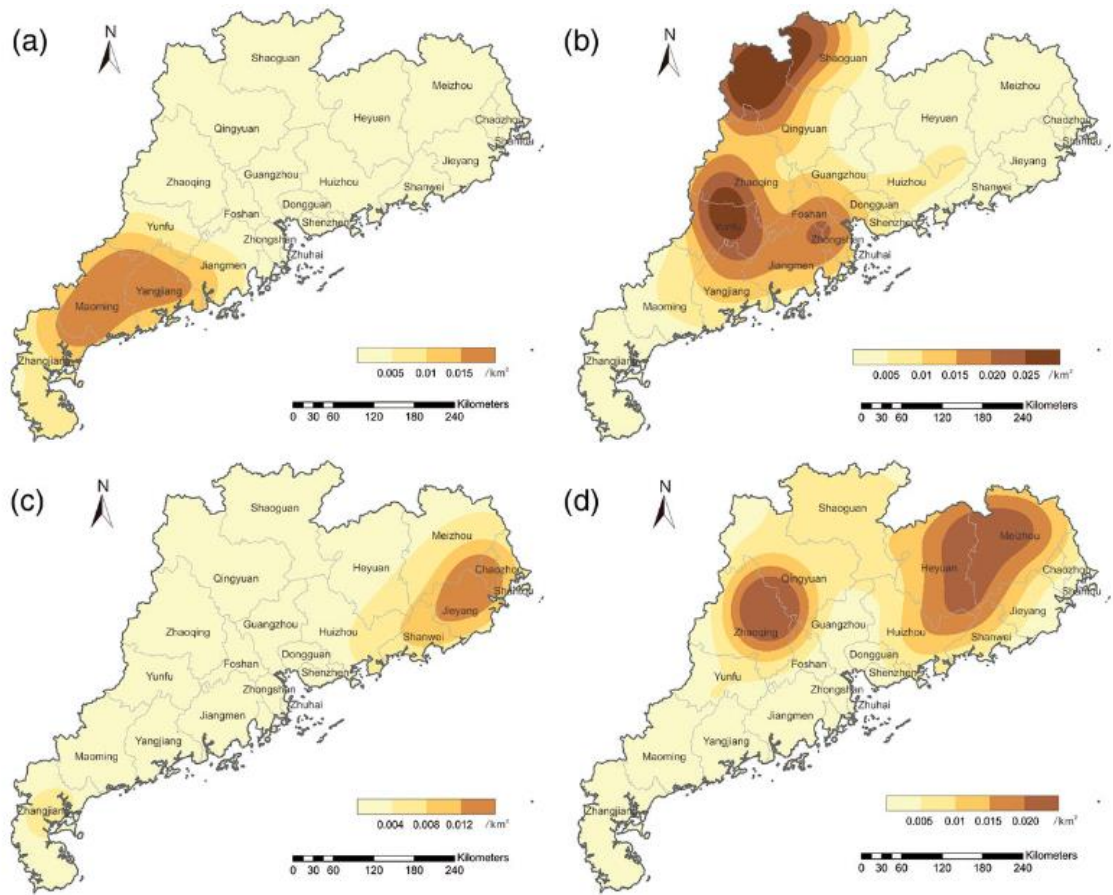 (a)
N
Shaoguan
Meizhou
Heyuan
Qingyuan
Chaozhou
Shantou
Jieyang
Zhaoqing
Guangzhou
Huizhou
Shanwei
Dongguan
Foshan
Shenzhen
Yunfu
Zhongshan
Zhuhai
Jiangmen
Yangjiang
Maoming
Zhangjiang
0.005 0.01 0.015 /km²
Kilometers
0 30 60 120 180 240
(b)
N
Shaoguan
Meizhou
Heyuan
Qingyuan
Chaozhou
Shantou
Jieyang
Zhaoqing
Guangzhou
Huizhou
Shanwei
Dongguan
Foshan
Shenzhen
Yunfu
Zhongshan
Zhuhai
Jiangmen
Yangjiang
Maoming
Zhangjiang
0.005 0.01 0.015 0.020 0.025 /km²
Kilometers
0 30 60 120 180 240
(c)
N
Shaoguan
Meizhou
Heyuan
Qingyuan
Chaozhou
Shantou
Jieyang
Zhaoqing
Guangzhou
Huizhou
Shanwei
Dongguan
Foshan
Shenzhen
Yunfu
Zhongshan
Zhuhai
Jiangmen
Yangjiang
Maoming
Zhangjiang
0.004 0.008 0.012 /km²
Kilometers
0 30 60 120 180 240
(d)
N
Shaoguan
Meizhou
Heyuan
Qingyuan
Chaozhou
Shantou
Jieyang
Zhaoqing
Guangzhou
Huizhou
Shanwei
Dongguan
Foshan
Shenzhen
Yunfu
Zhongshan
Zhuhai
Jiangmen
Yangjiang
Maoming
Zhangjiang
0.005 0.01 0.015 0.020 /km²
Kilometers
0 30 60 120 180 240